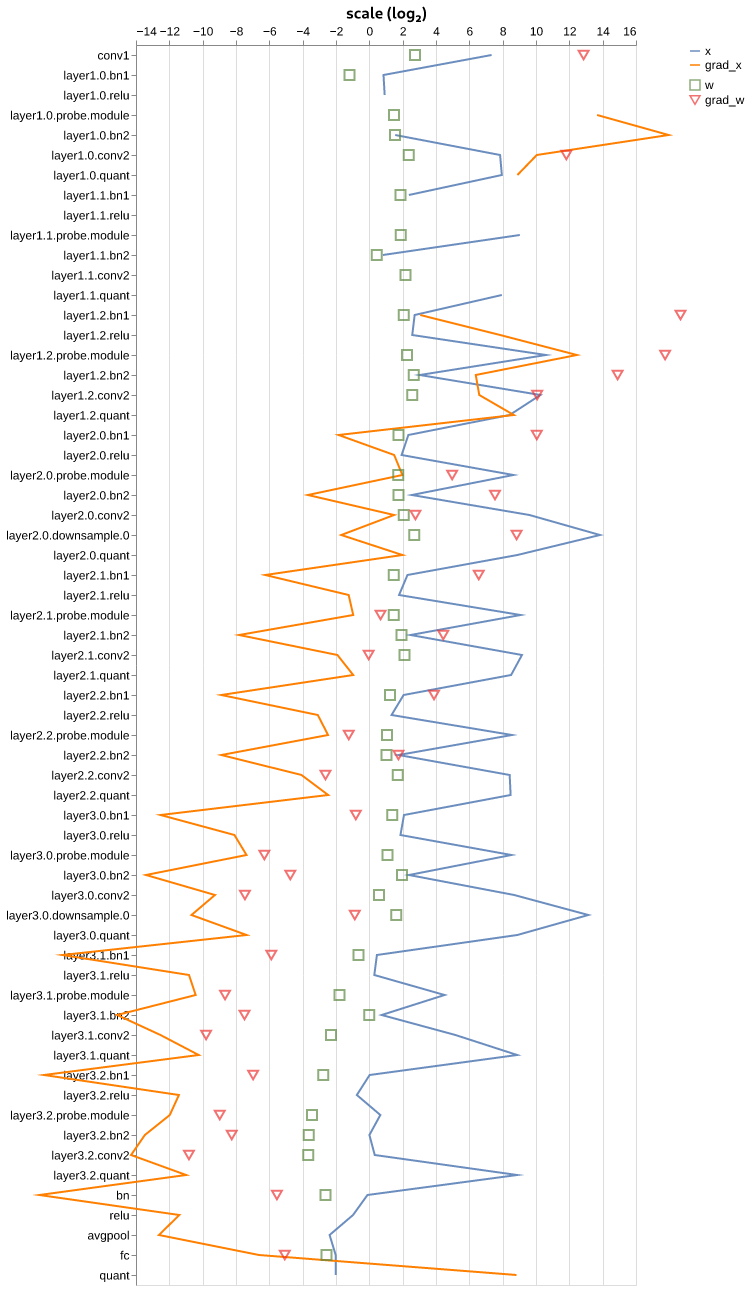 scale (log₂)
−14 −12 −10 −8 −6 −4 −2 0 2 4 6 8 10 12 14 16
x
grad_x
w
grad_w
conv1
layer1.0.bn1
layer1.0.relu
layer1.0.probe.module
layer1.0.bn2
layer1.0.conv2
layer1.0.quant
layer1.1.bn1
layer1.1.relu
layer1.1.probe.module
layer1.1.bn2
layer1.1.conv2
layer1.1.quant
layer1.2.bn1
layer1.2.relu
layer1.2.probe.module
layer1.2.bn2
layer1.2.conv2
layer1.2.quant
layer2.0.bn1
layer2.0.relu
layer2.0.probe.module
layer2.0.bn2
layer2.0.conv2
layer2.0.downsample.0
layer2.0.quant
layer2.1.bn1
layer2.1.relu
layer2.1.probe.module
layer2.1.bn2
layer2.1.conv2
layer2.1.quant
layer2.2.bn1
layer2.2.relu
layer2.2.probe.module
layer2.2.bn2
layer2.2.conv2
layer2.2.quant
layer3.0.bn1
layer3.0.relu
layer3.0.probe.module
layer3.0.bn2
layer3.0.conv2
layer3.0.downsample.0
layer3.0.quant
layer3.1.bn1
layer3.1.relu
layer3.1.probe.module
layer3.1.bn2
layer3.1.conv2
layer3.1.quant
layer3.2.bn1
layer3.2.relu
layer3.2.probe.module
layer3.2.bn2
layer3.2.conv2
layer3.2.quant
bn
relu
avgpool
fc
quant